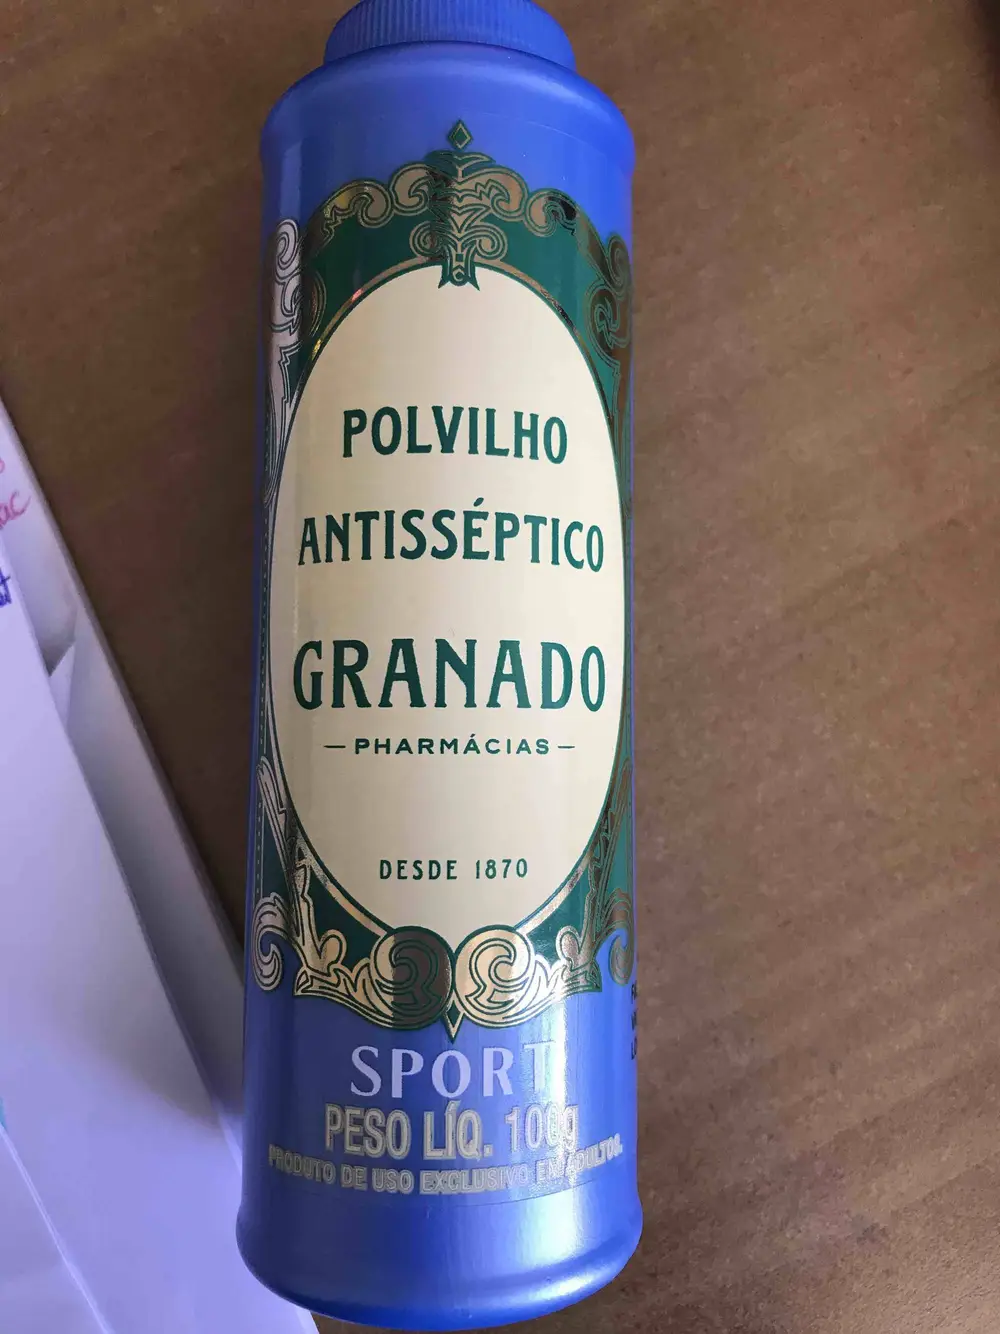 POLVILHO
ANTISSÉPTICO
GRANADO
— PHARMÁCIAS —
DESDE 1870
SPORT
PESO LÍQ. 100g
PRODUTO DE USO EXCLUSIVO EM ADULTOS.